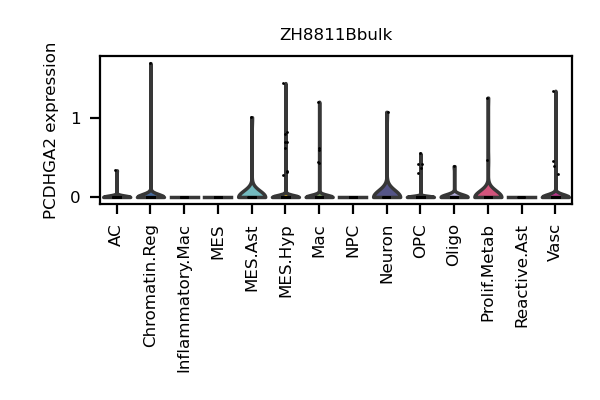 ZH8811Bbulk
PCDHGA2 expression
1
0
AC
Chromatin.Reg
Inflammatory.Mac
MES
MES.Ast
MES.Hyp
Mac
NPC
Neuron
OPC
Oligo
Prolif.Metab
Reactive.Ast
Vasc